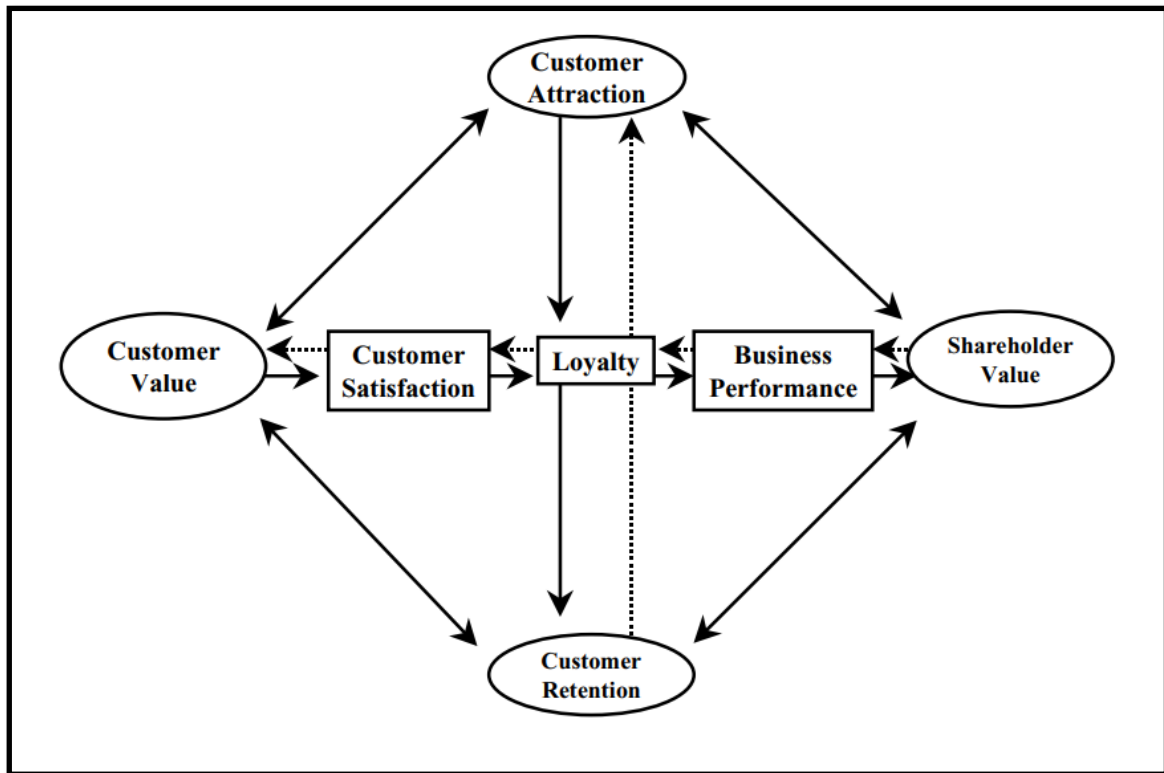 Customer
Attraction
Customer
Value
Customer
Satisfaction
Loyalty
Business
Performance
Shareholder
Value
Customer
Retention